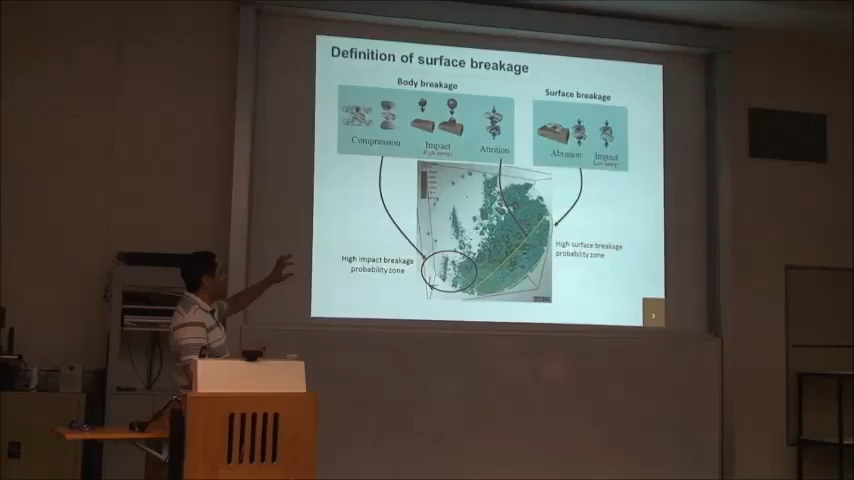 Definition of surface breakage
Body breakage
Surface breakage
Compression
Impact
(High energy)
Attrition
Abrasion
Impact
(Low energy)
High impact breakage
probability zone
High surface breakage
probability zone
3